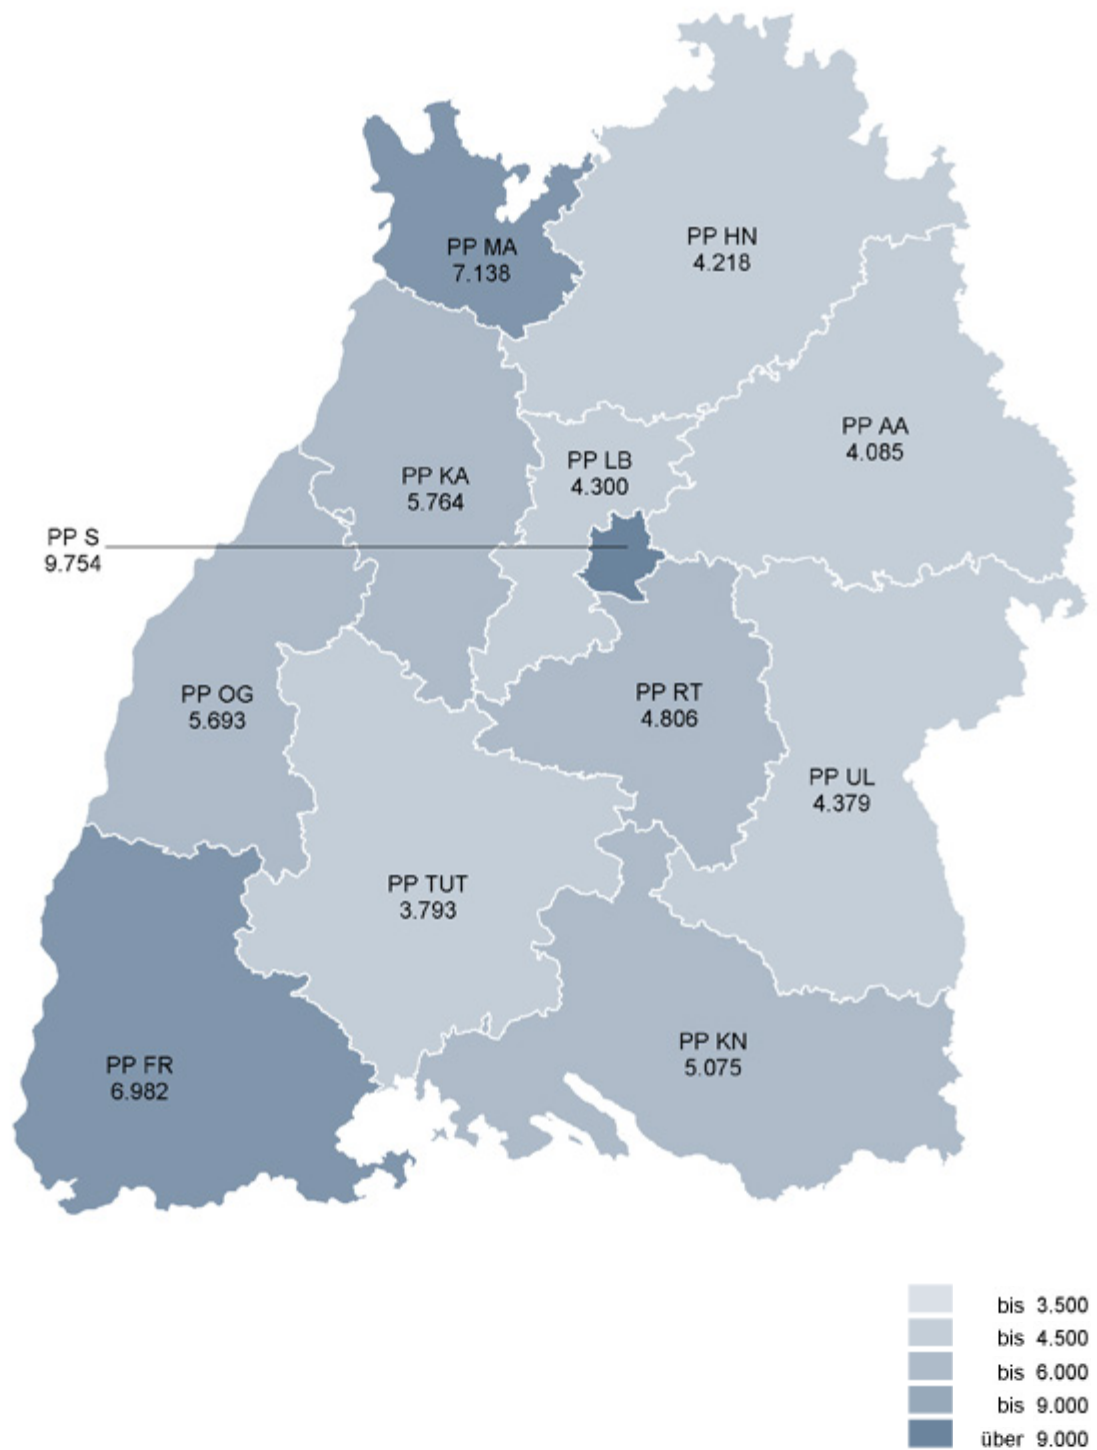 PP MA
7.138
PP HN
4.218
PP AA
4.085
PP LB
4.300
PP KA
5.764
PP S
9.754
PP OG
5.693
PP RT
4.806
PP UL
4.379
PP TUT
3.793
PP KN
5.075
PP FR
6.982
bis 3.500
bis 4.500
bis 6.000
bis 9.000
über 9.000